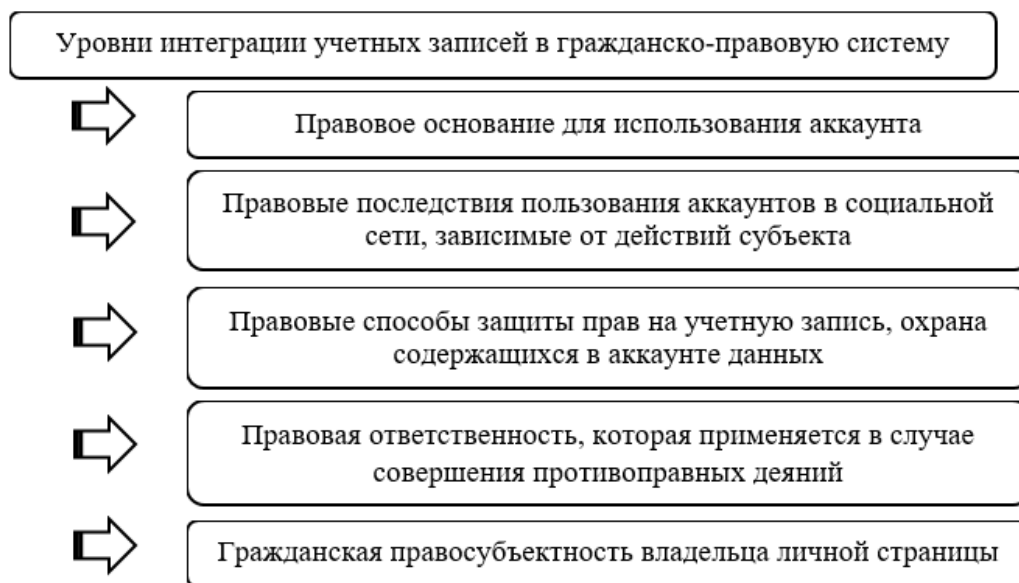 Уровни интеграции учетных записей в гражданско-правовую систему
Правовое основание для использования аккаунта
Правовые последствия пользования аккаунтов в социальной
сети, зависимые от действий субъекта
Правовые способы защиты прав на учетную запись, охрана
содержащихся в аккаунте данных
Правовая ответственность, которая применяется в случае
совершения противоправных деяний
Гражданская правосубъектность владельца личной страницы